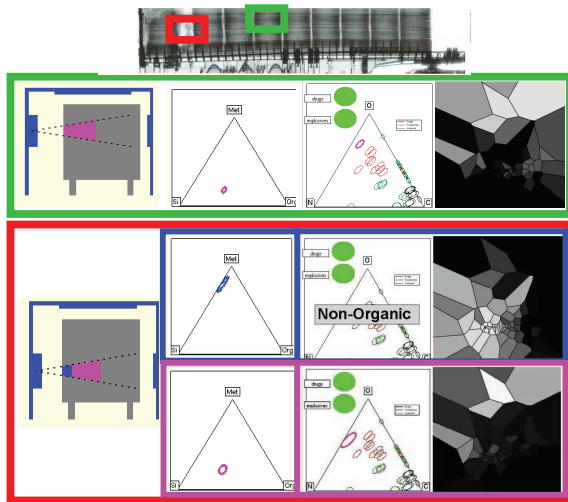 Met
Si
Org
drugs
explosives
O
N
C
Met
Si
Org
drugs
explosives
O
Non-Organic
N
C
Met
Si
Org
drugs
explosives
O
N
C